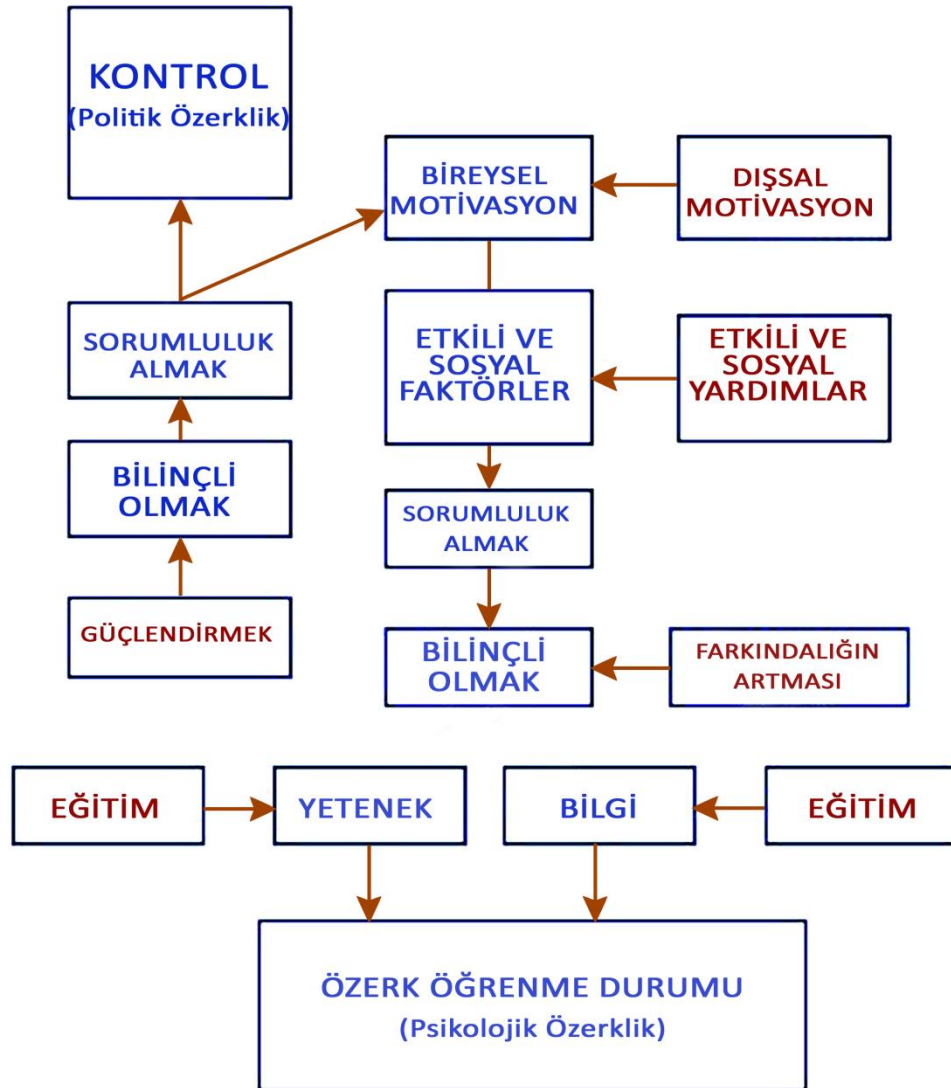 KONTROL
(Politik Özerklik)
BİREYSEL
MOTİVASYON
DIŞSAL
MOTİVASYON
SORUMLULUK
ALMAK
ETKİLİ VE
SOSYAL
FAKTÖRLER
ETKİLİ VE
SOSYAL
YARDIMLAR
BİLİNÇLİ
OLMAK
SORUMLULUK
ALMAK
GÜÇLENDİRMEK
BİLİNÇLİ
OLMAK
FARKINDALIĞIN
ARTMASI
EĞİTİM
YETENEK
BİLGİ
EĞİTİM
ÖZERK ÖĞRENME DURUMU
(Psikolojik Özerklik)